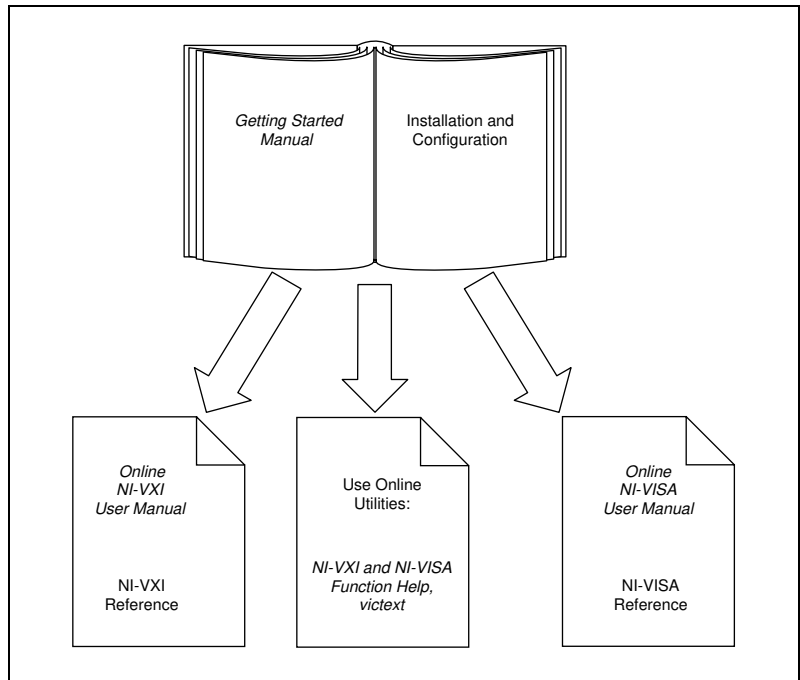 Getting Started
Manual
Installation and
Configuration
Online
NI-VXI
User Manual
NI-VXI
Reference
Use Online
Utilities:
NI-VXI and NI-VISA
Function Help,
victext
Online
NI-VISA
User Manual
NI-VISA
Reference